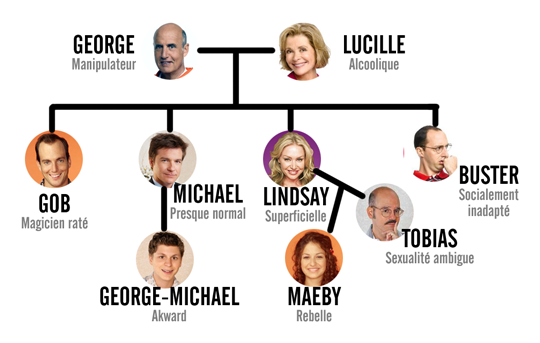 GEORGE
Manipulateur
LUCILLE
Alcoolique
GOB
Magicien raté
MICHAEL
Presque normal
LINDSAY
Superficielle
BUSTER
Socialement
inadapté
TOBIAS
Sexualité ambigue
GEORGE-MICHAEL
Akward
MAEBY
Rebelle